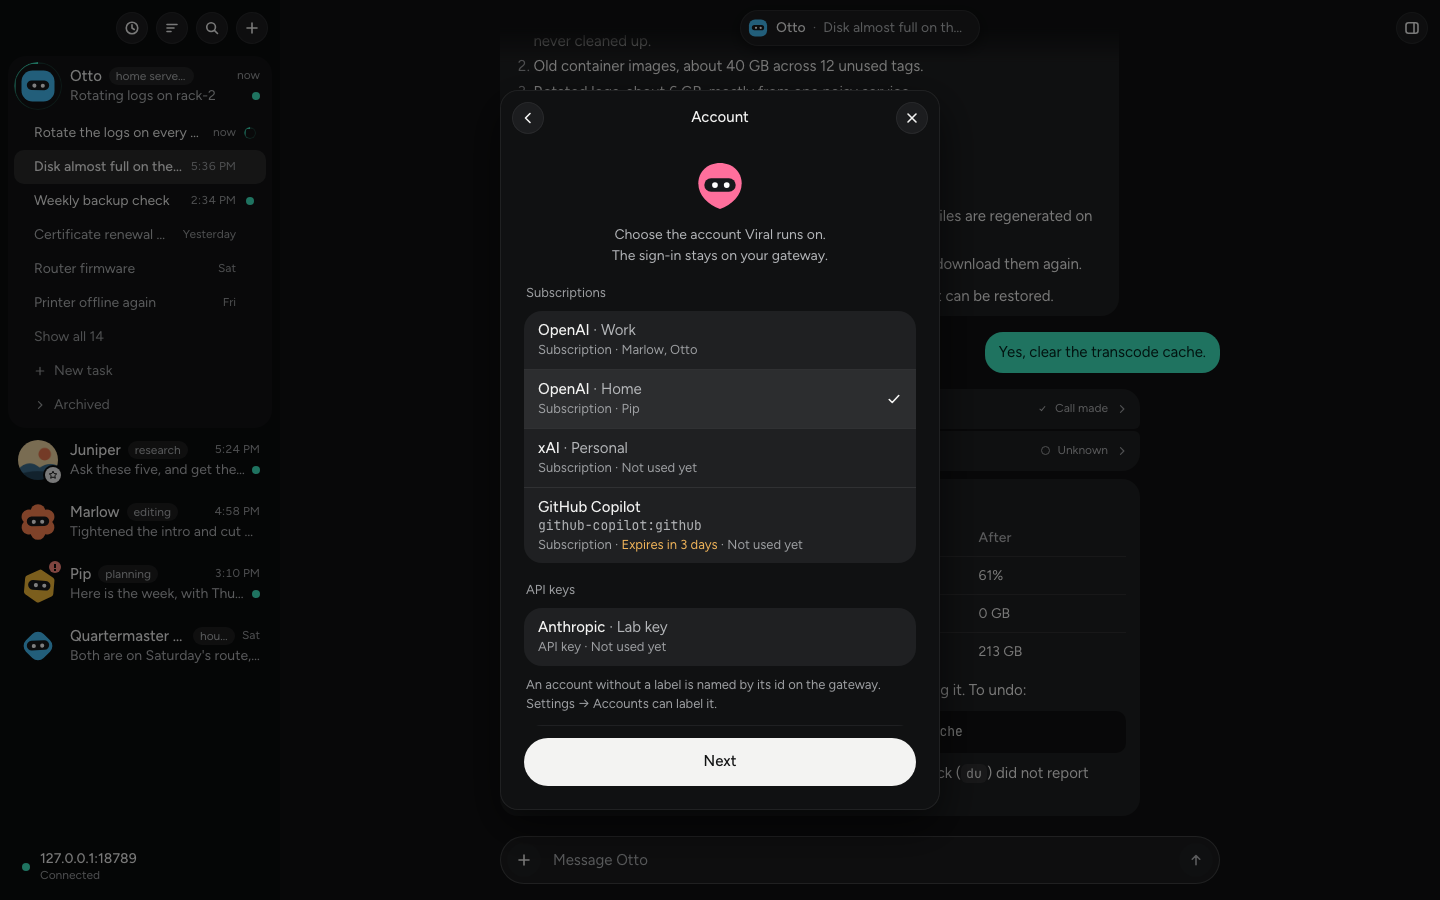 Otto · Disk almost full on th...
Otto home serve... now
Rotating logs on rack-2
Rotate the logs on every ... now
Disk almost full on the... 5:36 PM
Weekly backup check 2:34 PM
Certificate renewal ... Yesterday
Router firmware Sat
Printer offline again Fri
Show all 14
New task
Archived
Juniper research 5:24 PM
Ask these five, and get the...
Marlow editing 4:58 PM
Tightened the intro and cut ...
Pip planning 3:10 PM
Here is the week, with Thu...
Quartermaster ... hou... Sat
Both are on Saturday's route,...
127.0.0.1:18789
Connected
never cleaned up.
2. Old container images, about 40 GB across 12 unused tags.
Account
Choose the account Viral runs on.
The sign-in stays on your gateway.
Subscriptions
OpenAI · Work
Subscription · Marlow, Otto
OpenAI · Home
Subscription · Pip
xAI · Personal
Subscription · Not used yet
GitHub Copilot
github-copilot:github
Subscription · Expires in 3 days · Not used yet
API keys
Anthropic · Lab key
API key · Not used yet
An account without a label is named by its id on the gateway.
Settings → Accounts can label it.
Next
are regenerated on
download them again.
can be restored.
Yes, clear the transcode cache.
Call made
Unknown
After
61%
0 GB
213 GB
it. To undo:
(du) did not report
Message Otto